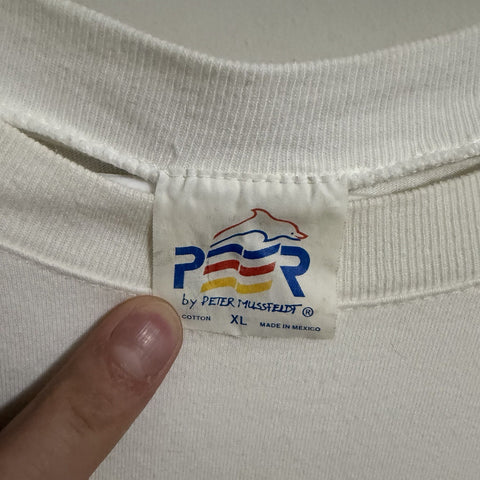 PEER
by PETER MUSSFELDT ®
COTTON XL MADE IN MEXICO